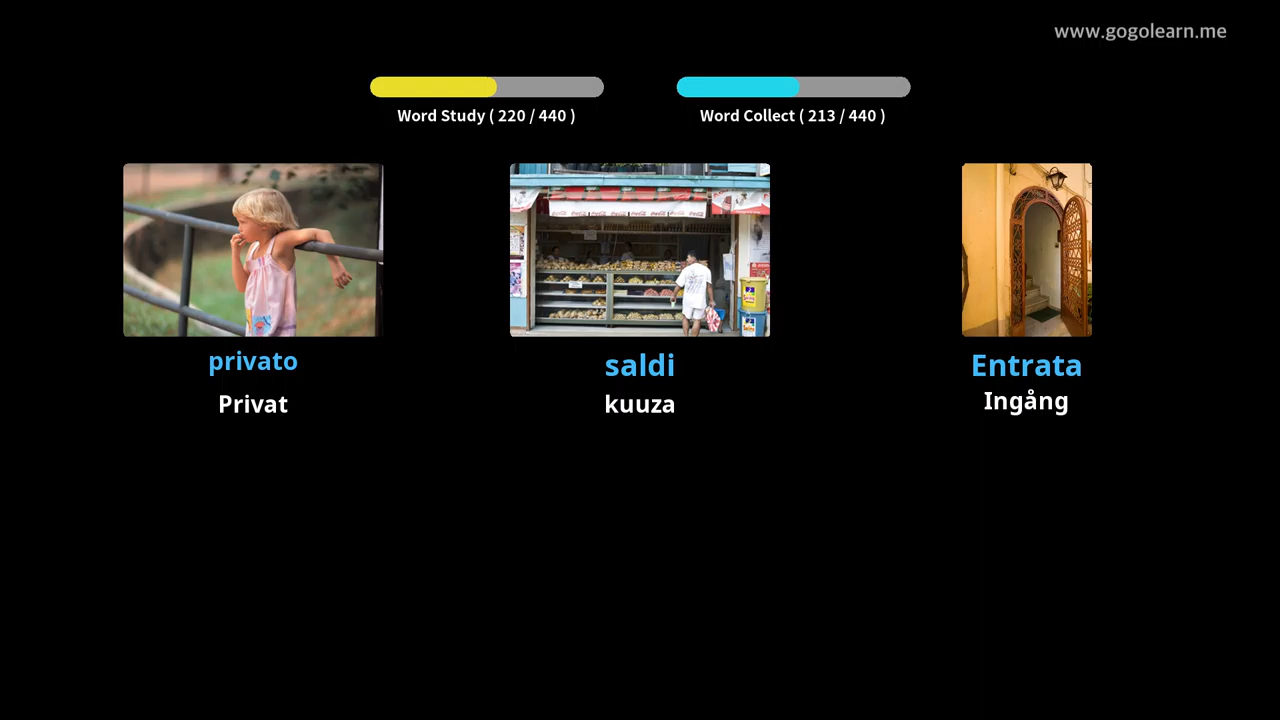 www.gogolearn.me
Word Study ( 220 / 440 )
Word Collect ( 213 / 440 )
privato
saldi
Entrata
Privat
kuuza
Ingång